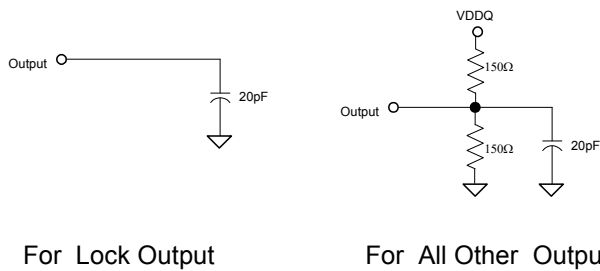 Output
20pF
For Lock Output
VDDQ
150Ω
Output
150Ω
20pF
For All Other Outpu